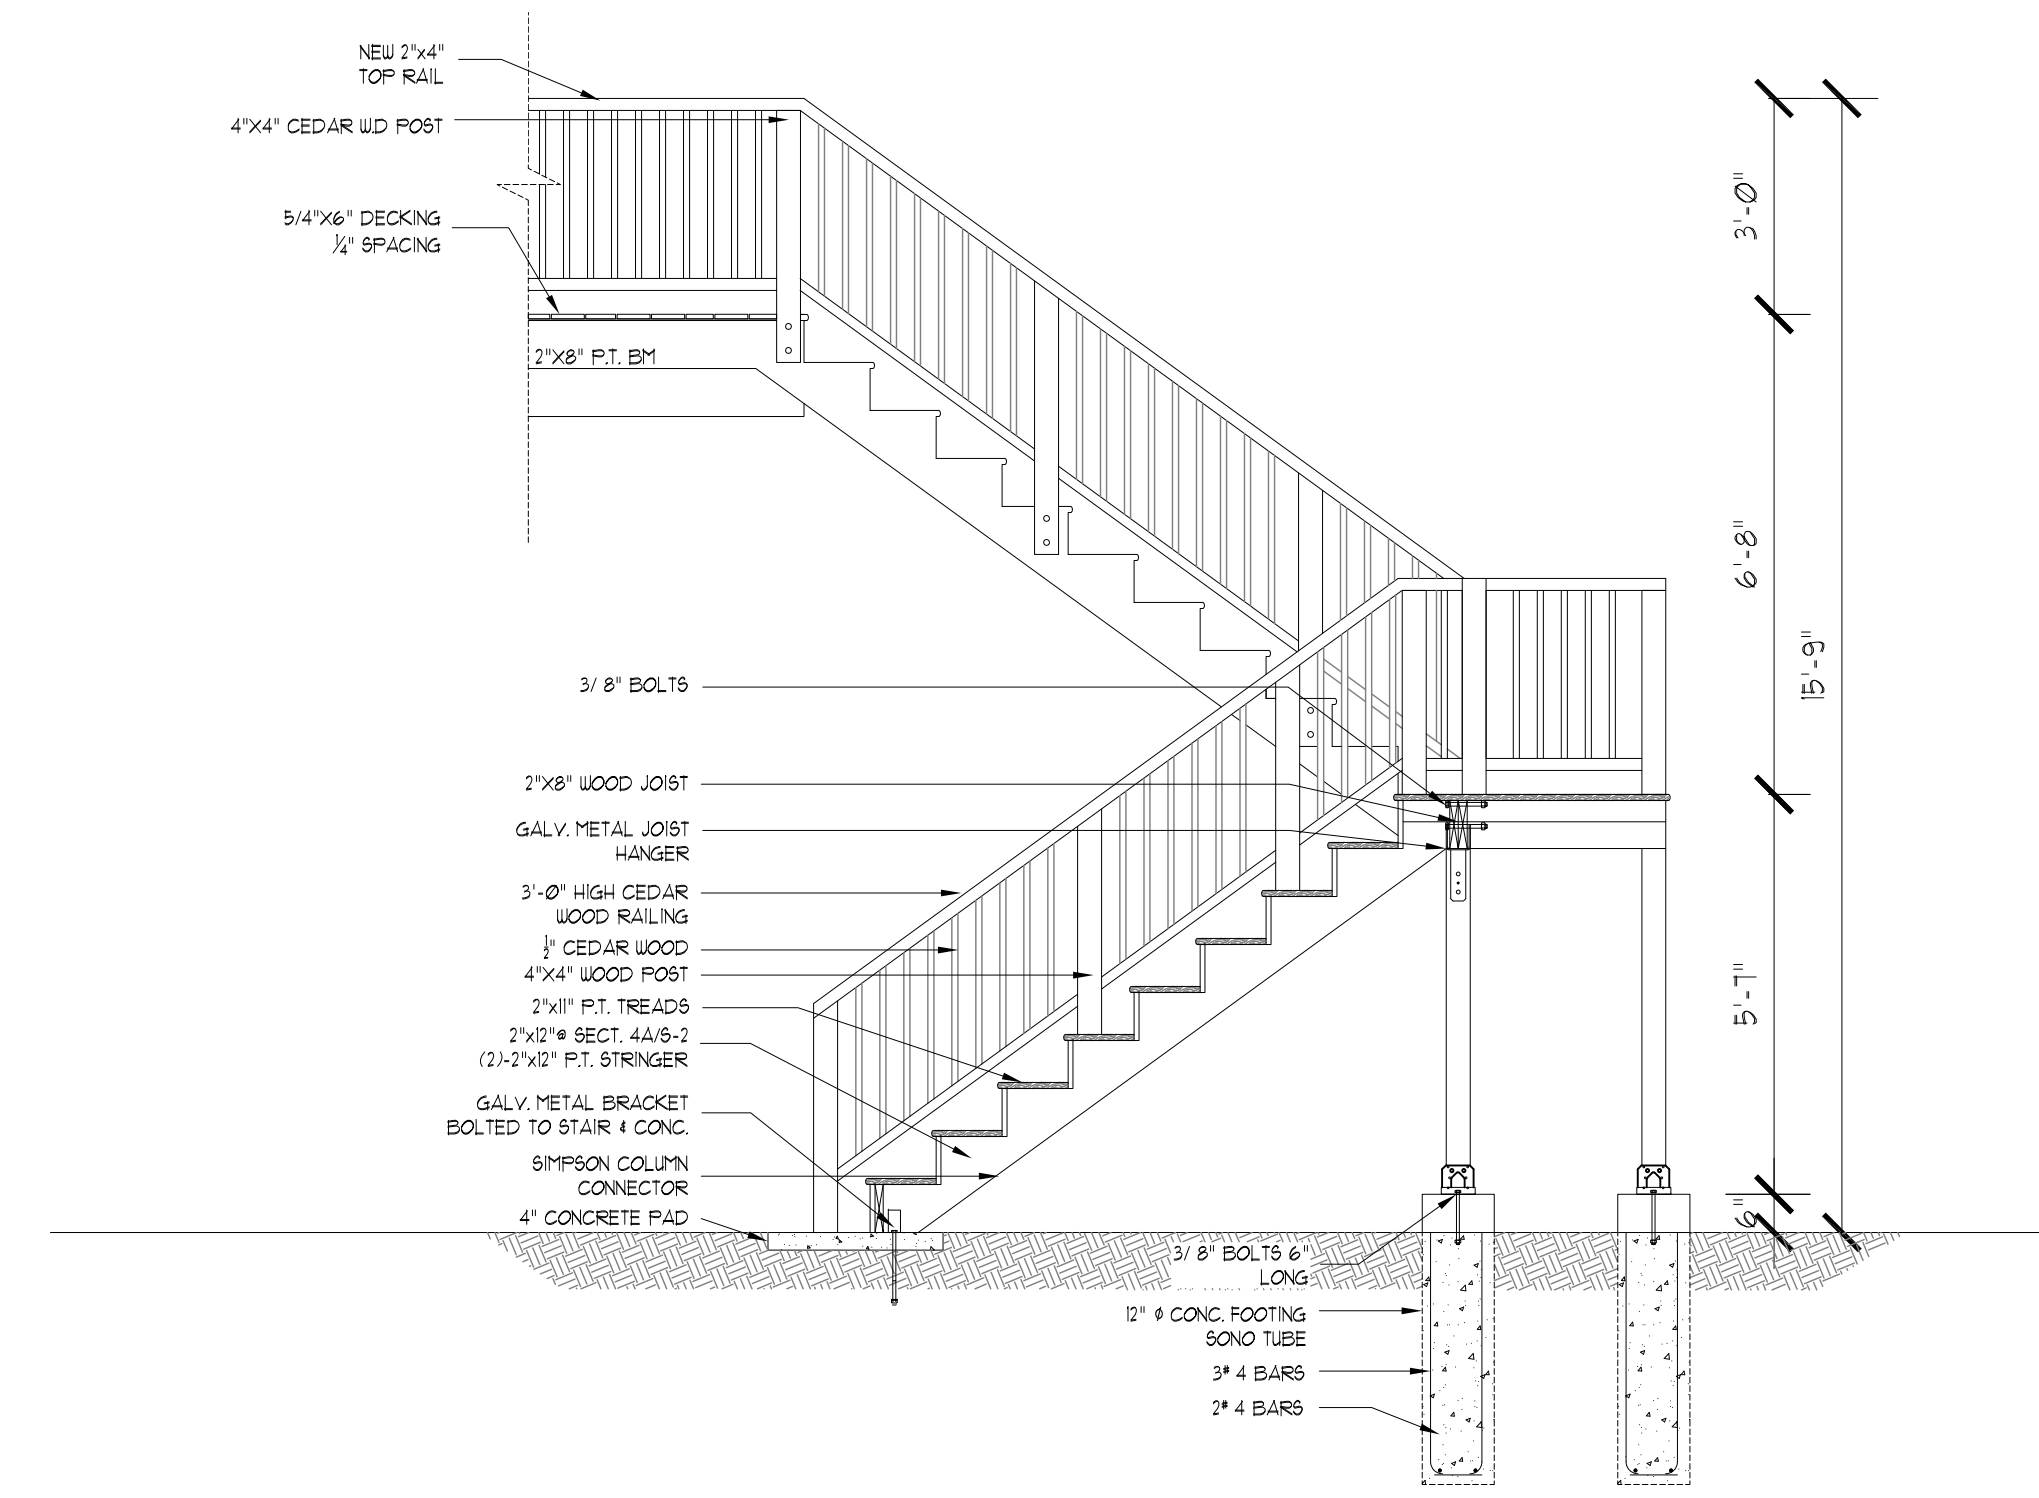 NEW 2"x4"
TOP RAIL
4"X4" CEDAR W.D POST
5/4"X6" DECKING
1/4" SPACING
2"X8" P.T. BM
3/ 8" BOLTS
2"X8" WOOD JOIST
GALV. METAL JOIST
HANGER
3'-0" HIGH CEDAR
WOOD RAILING
1/2" CEDAR WOOD
4"X4" WOOD POST
2"x11" P.T. TREADS
2"x12"@ SECT. 4A/S-2
(2)-2"x12" P.T. STRINGER
GALV. METAL BRACKET
BOLTED TO STAIR & CONC.
SIMPSON COLUMN
CONNECTOR
4" CONCRETE PAD
3/ 8" BOLTS 6"
LONG
12" Ø CONC. FOOTING
SONO TUBE
3# 4 BARS
2# 4 BARS
3'-0"
6'-8"
15'-9"
5'-7"
6"